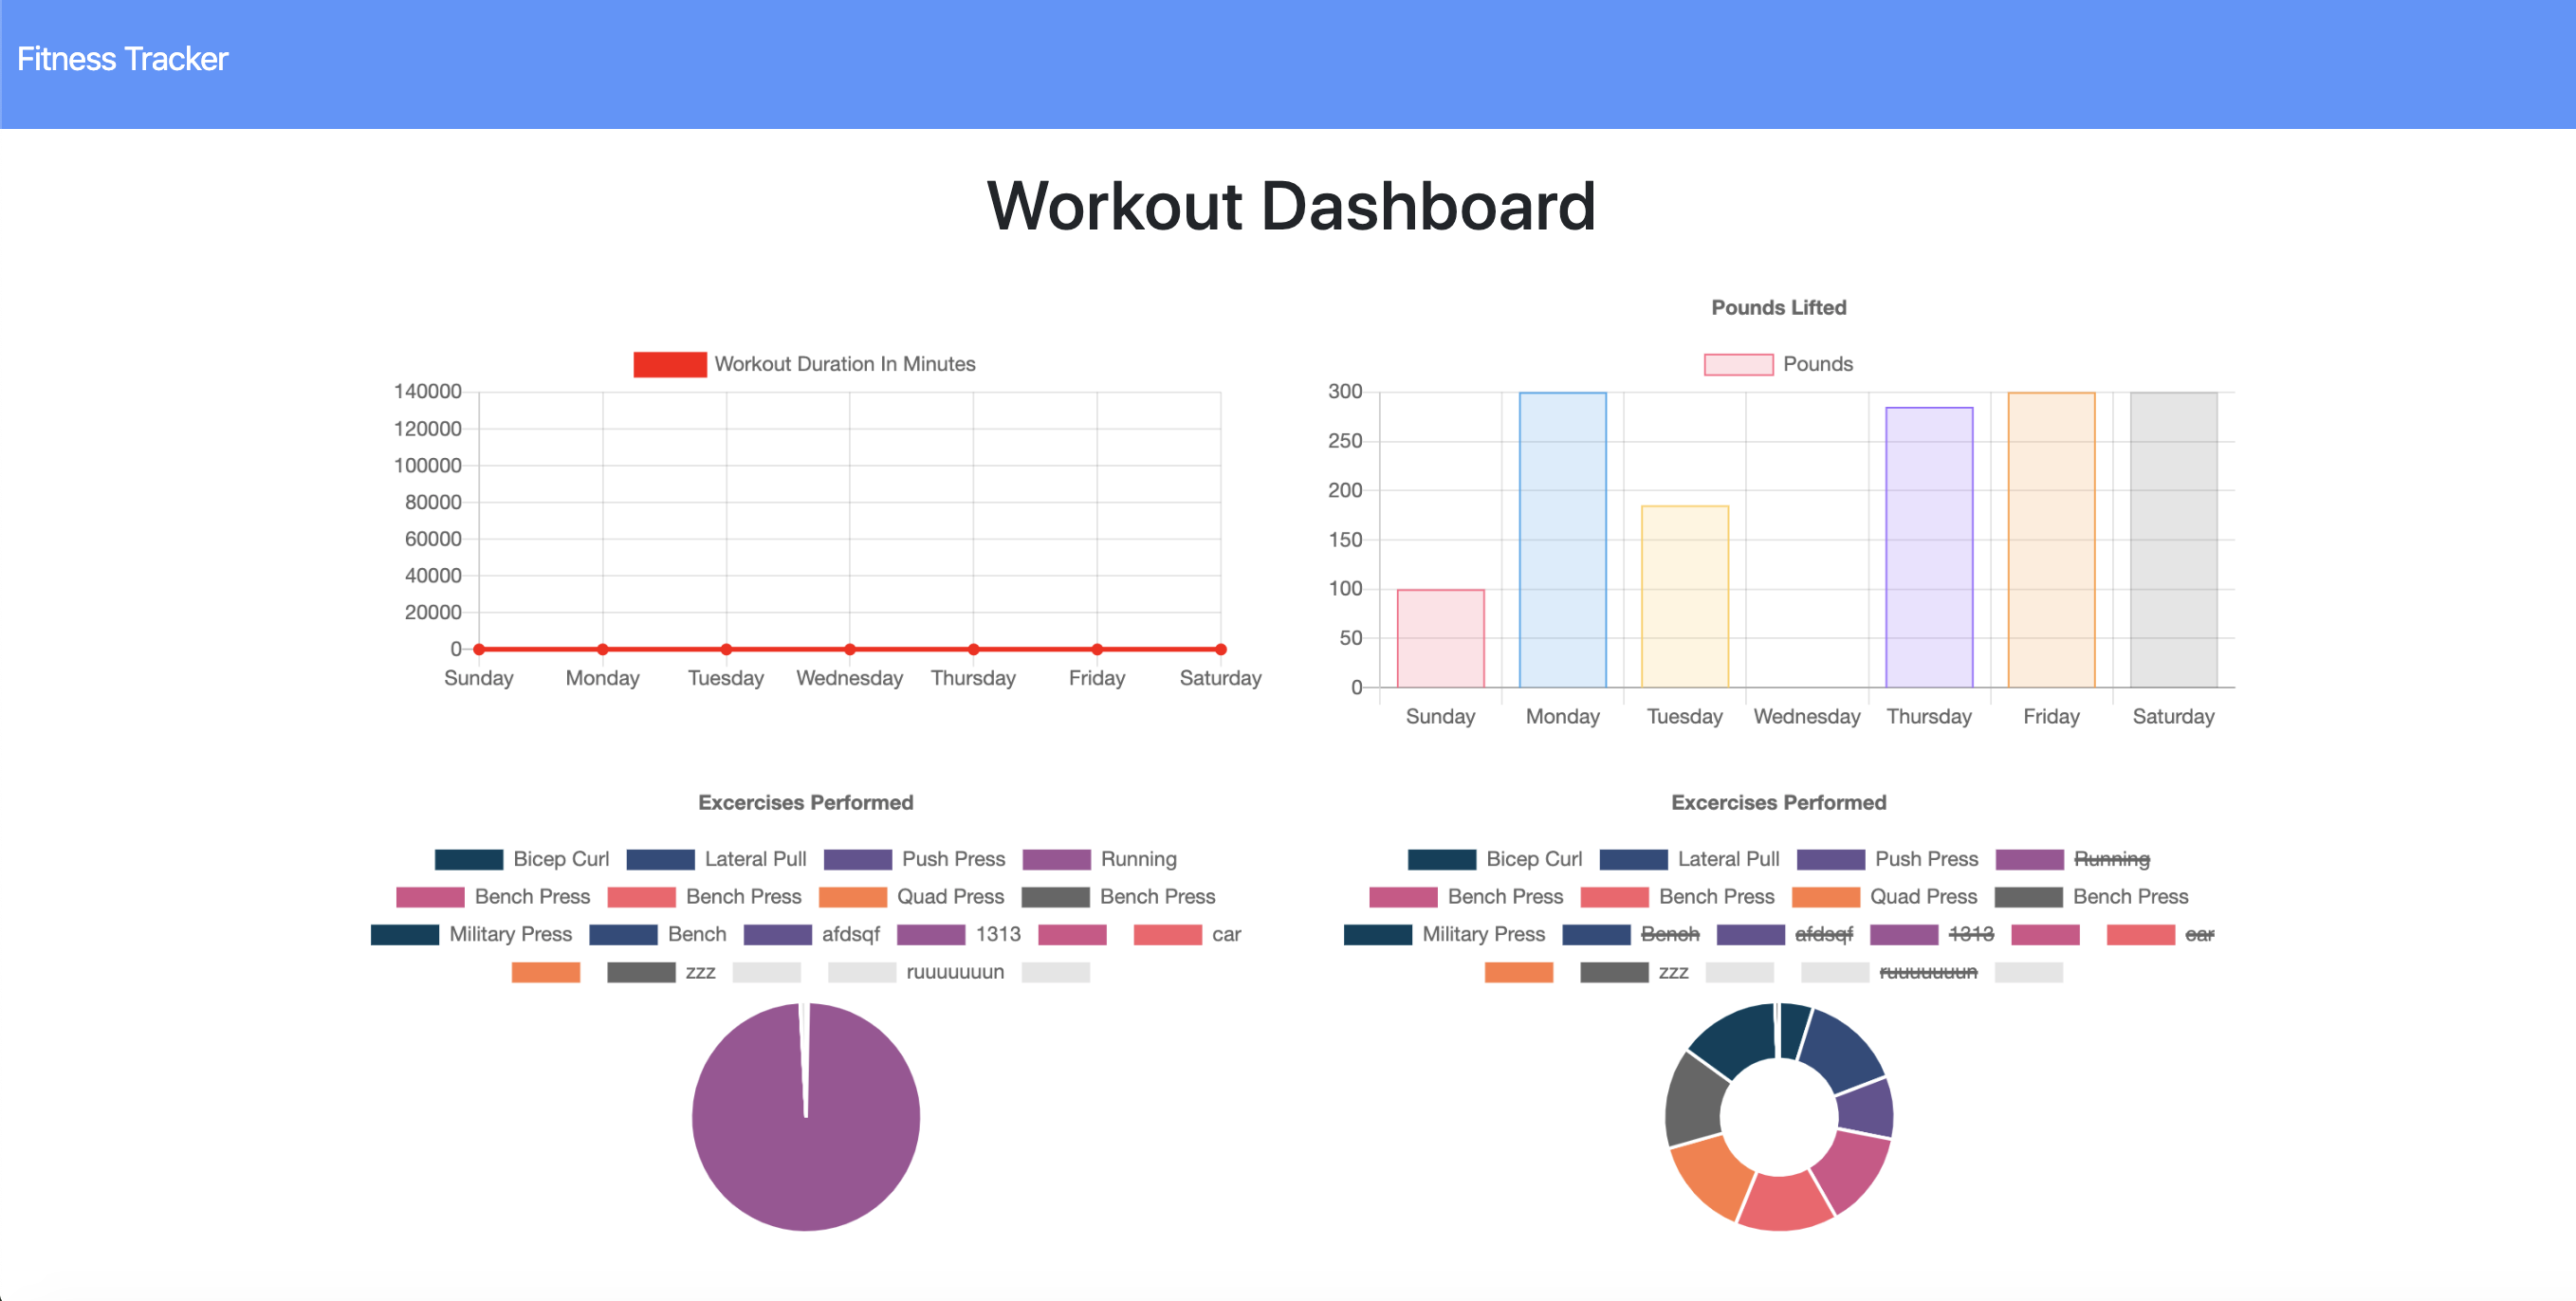 Fitness Tracker
Workout Dashboard
Workout Duration In Minutes
140000
120000
100000
80000
60000
40000
20000
0
Sunday Monday Tuesday Wednesday Thursday Friday Saturday
Pounds Lifted
Pounds
300
250
200
150
100
50
0
Sunday Monday Tuesday Wednesday Thursday Friday Saturday
Excercises Performed
Bicep Curl Lateral Pull Push Press Running
Bench Press Bench Press Quad Press Bench Press
Military Press Bench afdsqf 1313 car
zzz ruuuuuuun
Excercises Performed
Bicep Curl Lateral Pull Push Press Running
Bench Press Bench Press Quad Press Bench Press
Military Press Bench afdsqf 1313 car
zzz ruuuuuuun